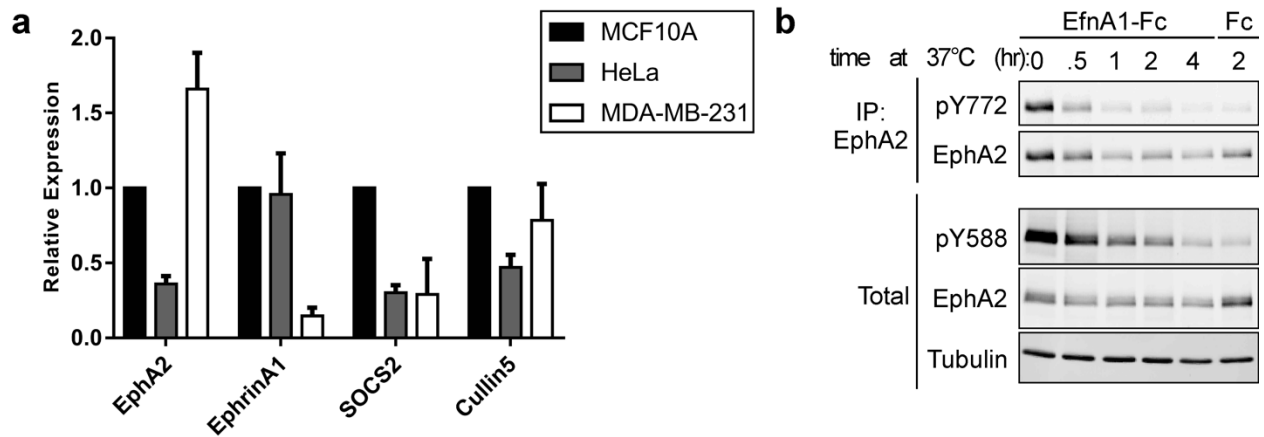 a
2.0
1.5
1.0
0.5
0.0
Relative Expression
EphA2
EphrinA1
SOCS2
Cullin5
MCF10A
HeLa
MDA-MB-231
b
EfnA1-Fc Fc
time at 37°C (hr): 0 .5 1 2 4 2
IP:
EphA2
pY772
EphA2
Total
pY588
EphA2
Tubulin